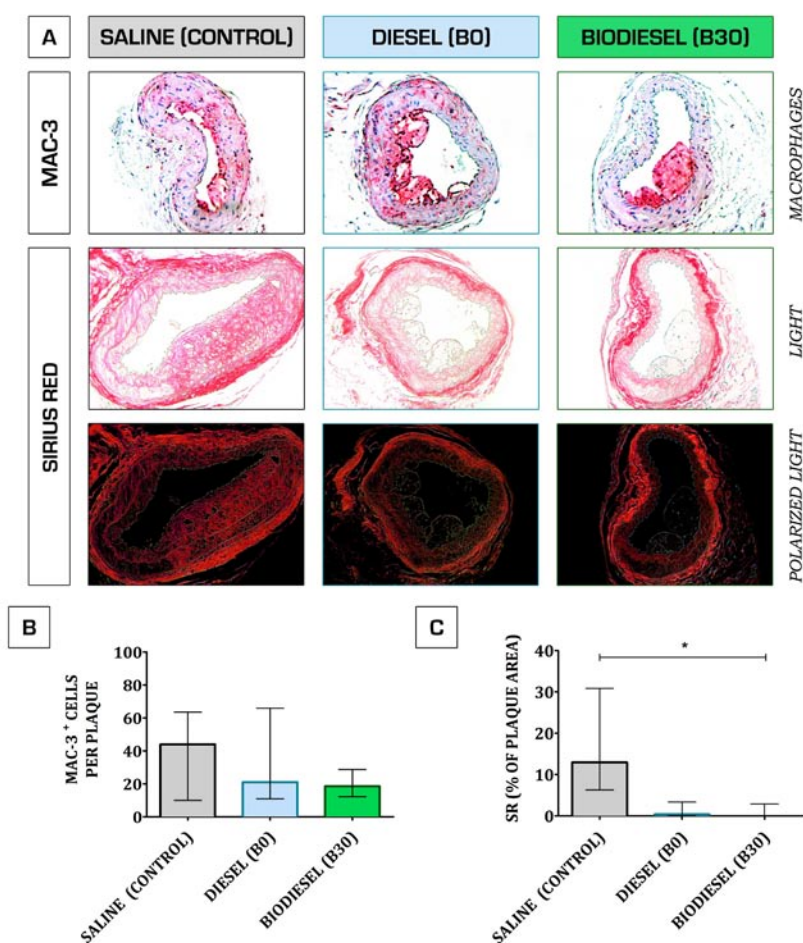 A
SALINE (CONTROL)
DIESEL (B0)
BIODIESEL (B30)
MAC-3
MACROPHAGES
SIRIUS RED
LIGHT
POLARIZED LIGHT
B
MAC-3 + CELLS
PER PLAQUE
100
80
60
40
20
0
SALINE (CONTROL)
DIESEL (B0)
BIODIESEL (B30)
C
SR (% OF PLAQUE AREA)
40
30
20
10
0
*
SALINE (CONTROL)
DIESEL (B0)
BIODIESEL (B30)